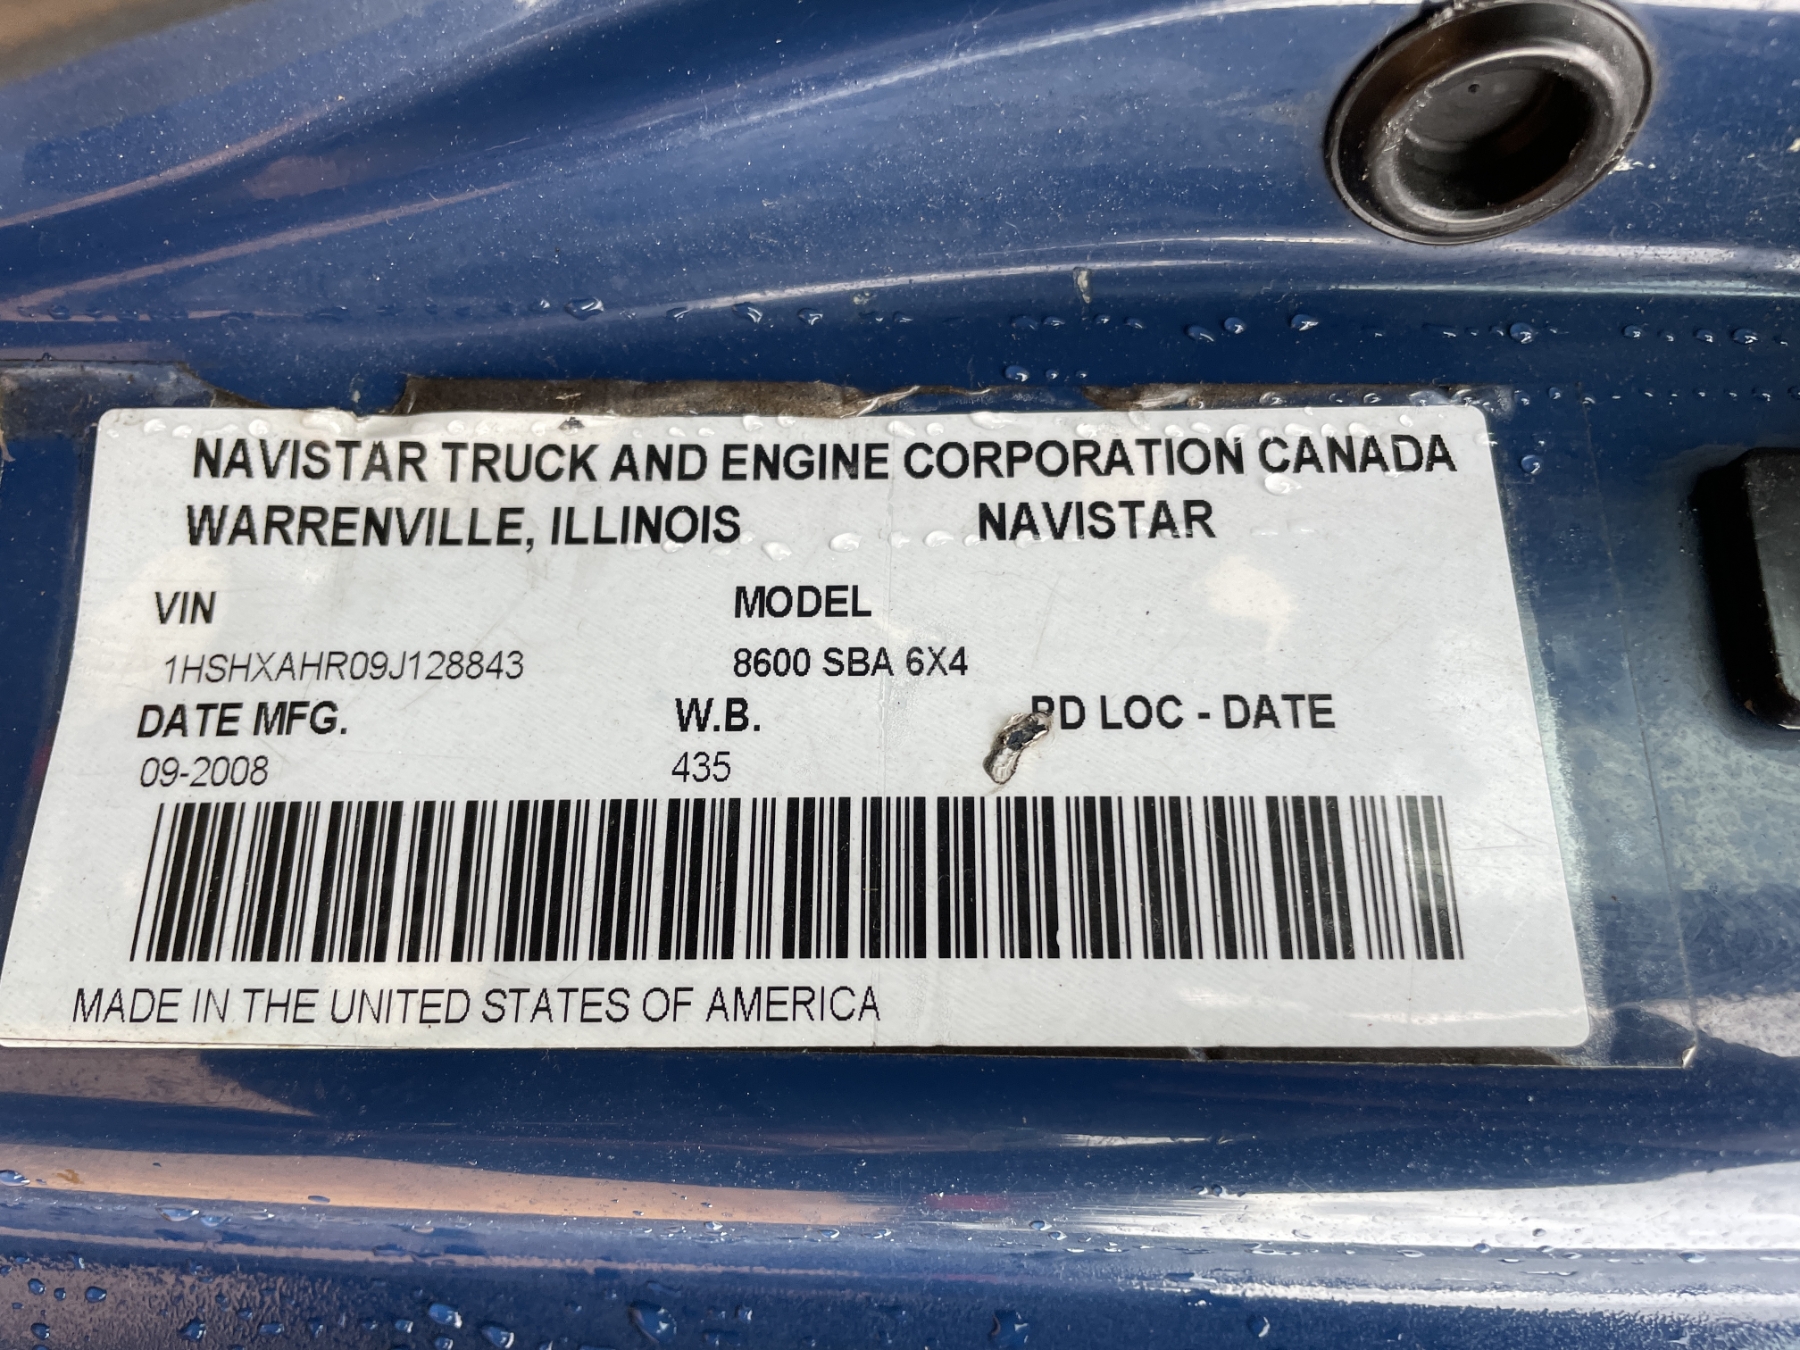 NAVISTAR TRUCK AND ENGINE CORPORATION CANADA
WARRENVILLE, ILLINOIS NAVISTAR
VIN MODEL
1HSHXAHR09J128843 8600 SBA 6X4
DATE MFG. W.B. LOC - DATE
09-2008 435
MADE IN THE UNITED STATES OF AMERICA